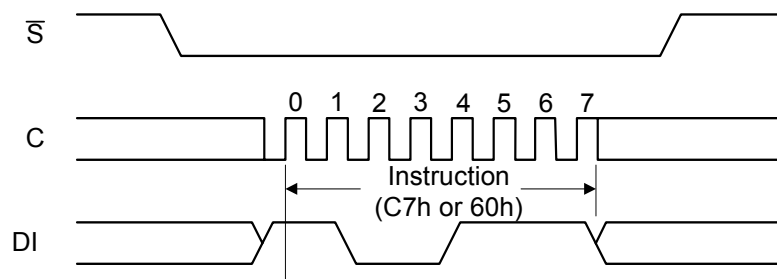 S̅
0 1 2 3 4 5 6 7
C
Instruction
(C7h or 60h)
DI